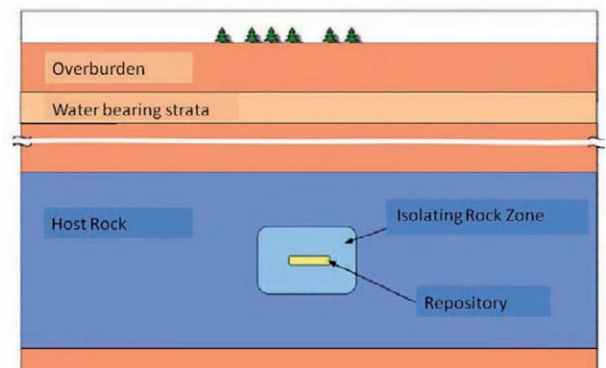 Overburden
Water bearing strata
Host Rock
Isolating Rock Zone
Repository